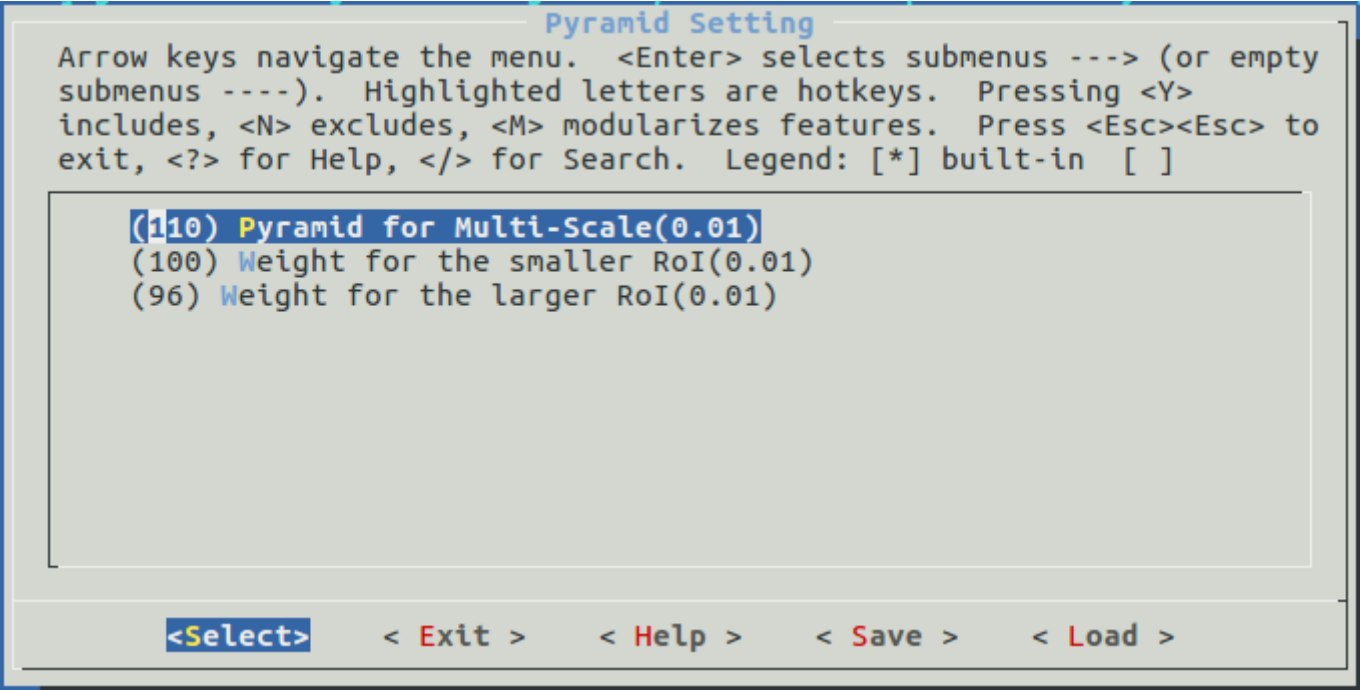 Pyramid Setting
Arrow keys navigate the menu.  <Enter> selects submenus ---> (or empty
submenus ----).  Highlighted letters are hotkeys.  Pressing <Y>
includes, <N> excludes, <M> modularizes features.  Press <Esc><Esc> to
exit, <?> for Help, </> for Search.  Legend: [*] built-in  [ ]
(110) Pyramid for Multi-Scale(0.01)
(100) Weight for the smaller RoI(0.01)
(96) Weight for the larger RoI(0.01)
<Select>    < Exit >    < Help >    < Save >    < Load >